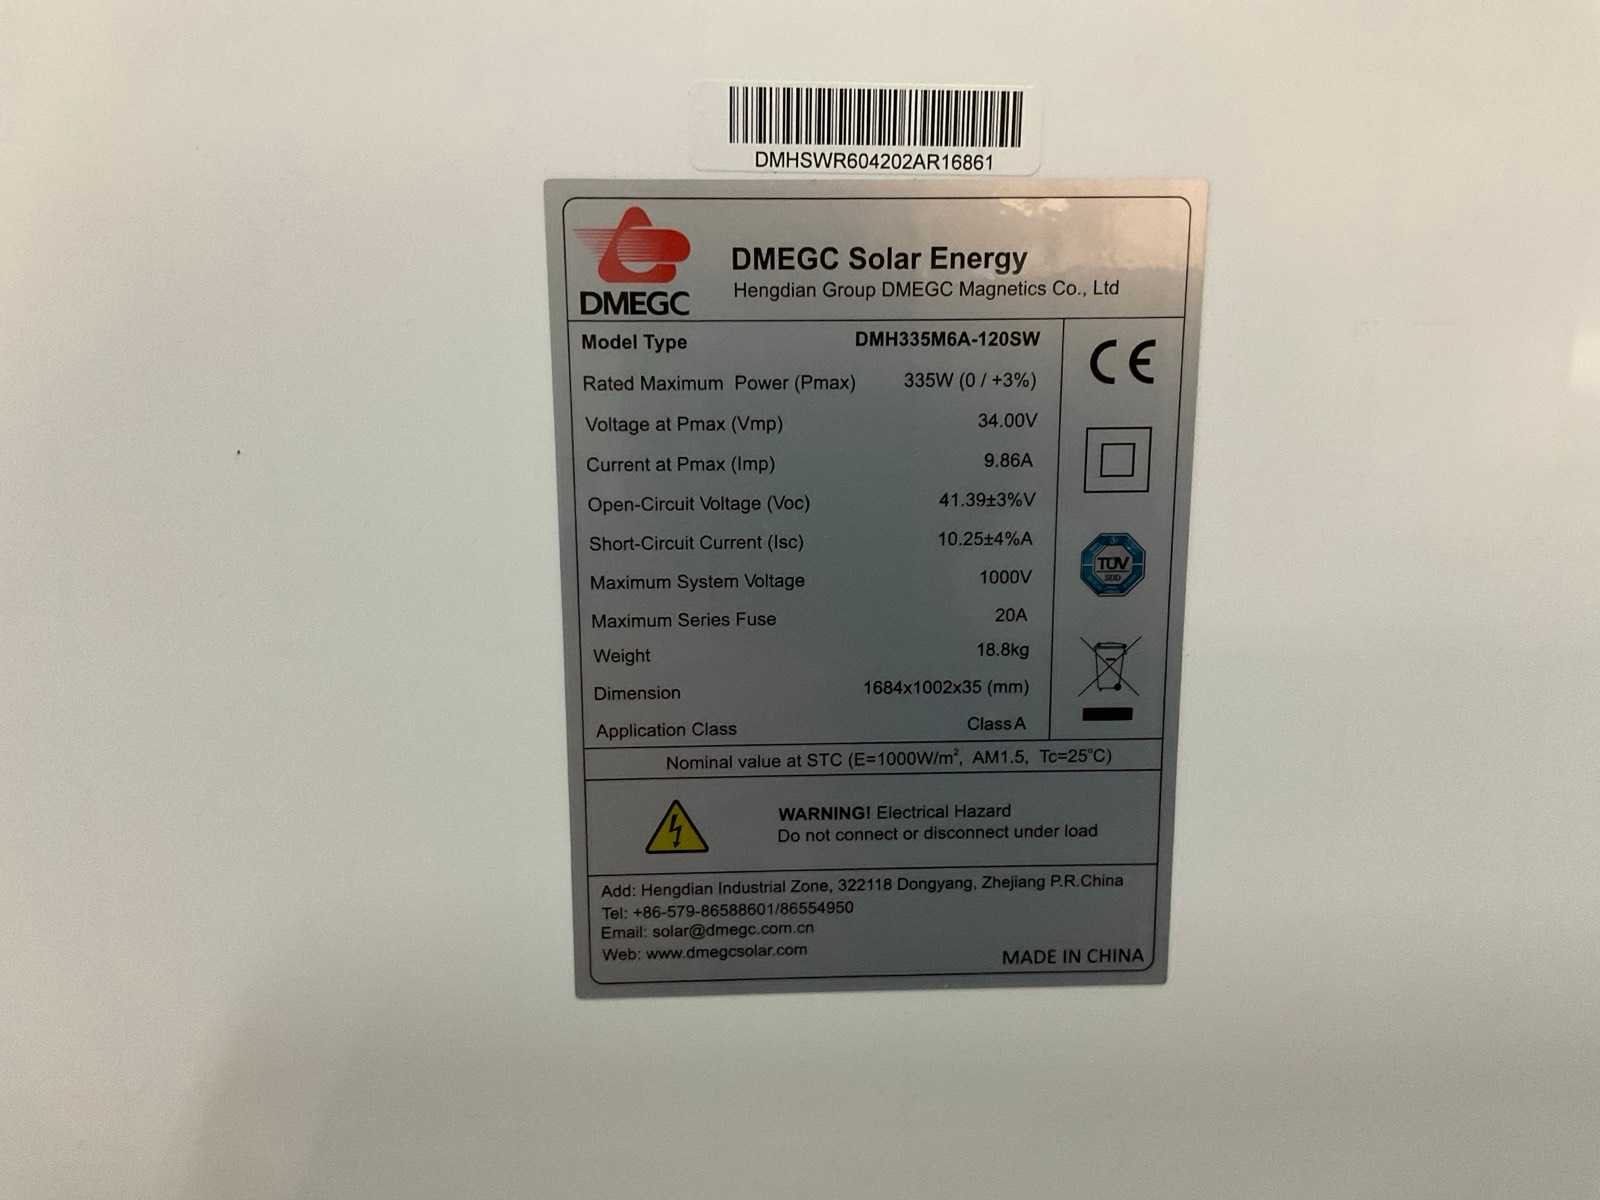 DMHSWR604202AR16861
DMEGC
DMEGC Solar Energy
Hengdian Group DMEGC Magnetics Co., Ltd
Model Type DMH335M6A-120SW
Rated Maximum Power (Pmax) 335W (0 / +3%)
Voltage at Pmax (Vmp) 34.00V
Current at Pmax (Imp) 9.86A
Open-Circuit Voltage (Voc) 41.39±3%V
Short-Circuit Current (Isc) 10.25±4%A
Maximum System Voltage 1000V
Maximum Series Fuse 20A
Weight 18.8kg
Dimension 1684x1002x35 (mm)
Application Class Class A
CE
TÜV
Nominal value at STC (E=1000W/m², AM1.5, Tc=25°C)
WARNING! Electrical Hazard
Do not connect or disconnect under load
Add: Hengdian Industrial Zone, 322118 Dongyang, Zhejiang P.R.China
Tel: +86-579-86588601/86554950
Email: solar@dmegc.com.cn
Web: www.dmegcsolar.com
MADE IN CHINA